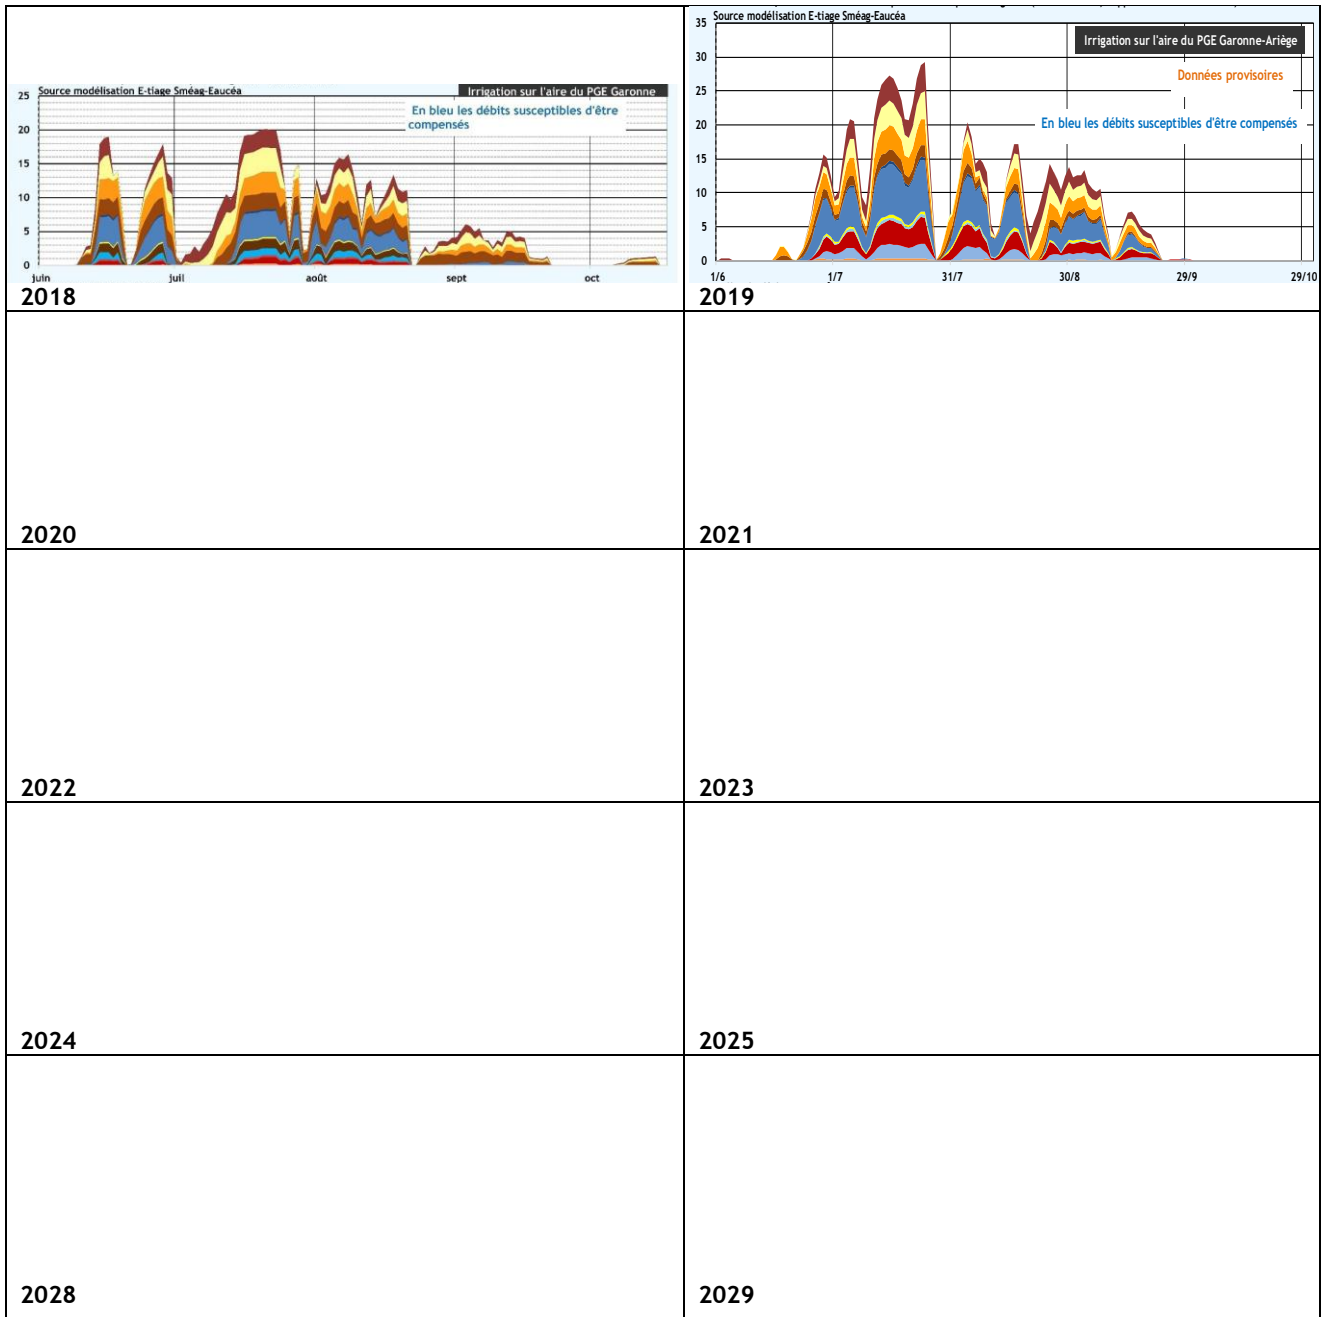 Source modélisation E-tiage Sméag-Eaucéa
Irrigation sur l'aire du PGE Garonne
En bleu les débits susceptibles d'être
compensés
25
20
15
10
5
0
juin juil août sept oct
2018
Source modélisation E-tiage Sméag-Eaucéa
Irrigation sur l'aire du PGE Garonne-Ariège
Données provisoires
En bleu les débits susceptibles d'être compensés
35
30
25
20
15
10
5
0
1/6 1/7 31/7 30/8 29/9 29/10
2019
2020
2021
2022
2023
2024
2025
2028
2029